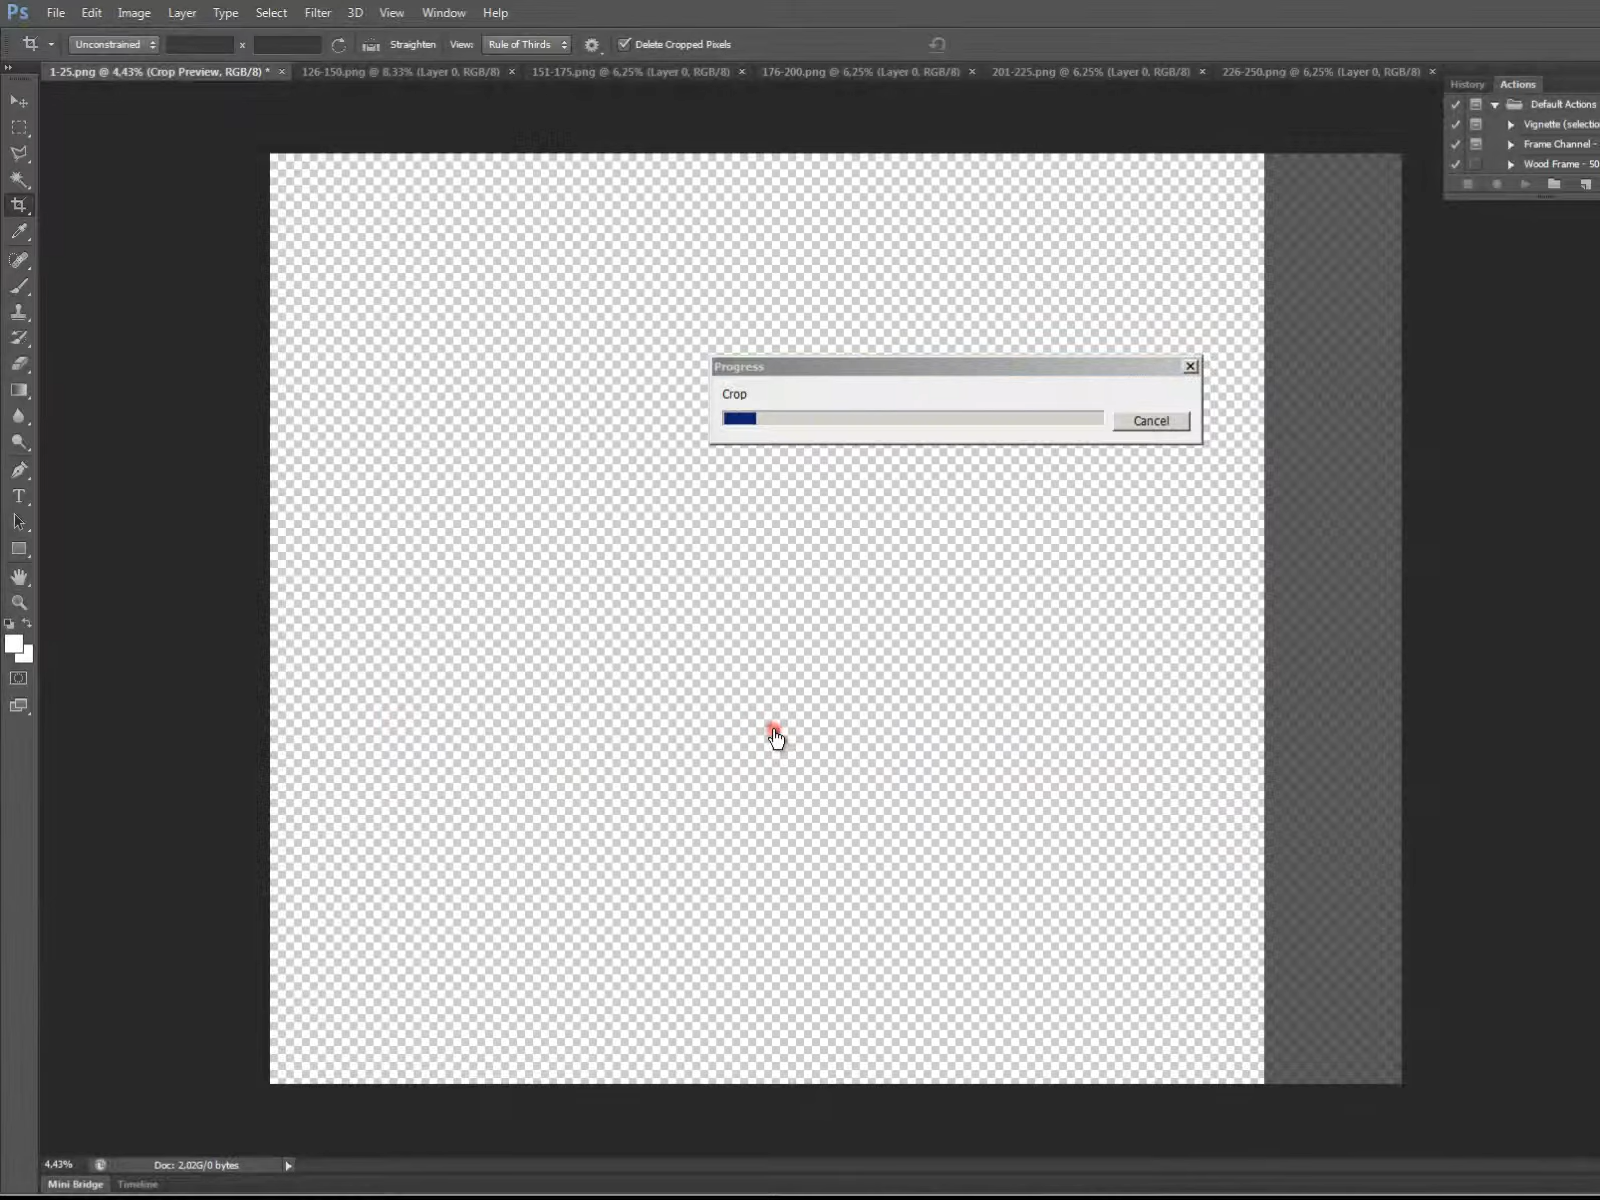 Ps File Edit Image Layer Type Select Filter 3D View Window Help
Unconstrained x Straighten View: Rule of Thirds Delete Cropped Pixels
1-25.png @ 4,43% (Crop Preview, RGB/8) * × 126-150.png @ 8,33% (Layer 0, RGB/8) × 151-175.png @ 6,25% (Layer 0, RGB/8) × 176-200.png @ 6,25% (Layer 0, RGB/8) × 201-225.png @ 6,25% (Layer 0, RGB/8) × 226-250.png @ 6,25% (Layer 0, RGB/8) ×
History Actions
Default Actions
Vignette (selectio
Frame Channel -
Wood Frame - 50
Progress
Crop
Cancel
T
4,43% Doc: 2,02G/0 bytes
Mini Bridge Timeline